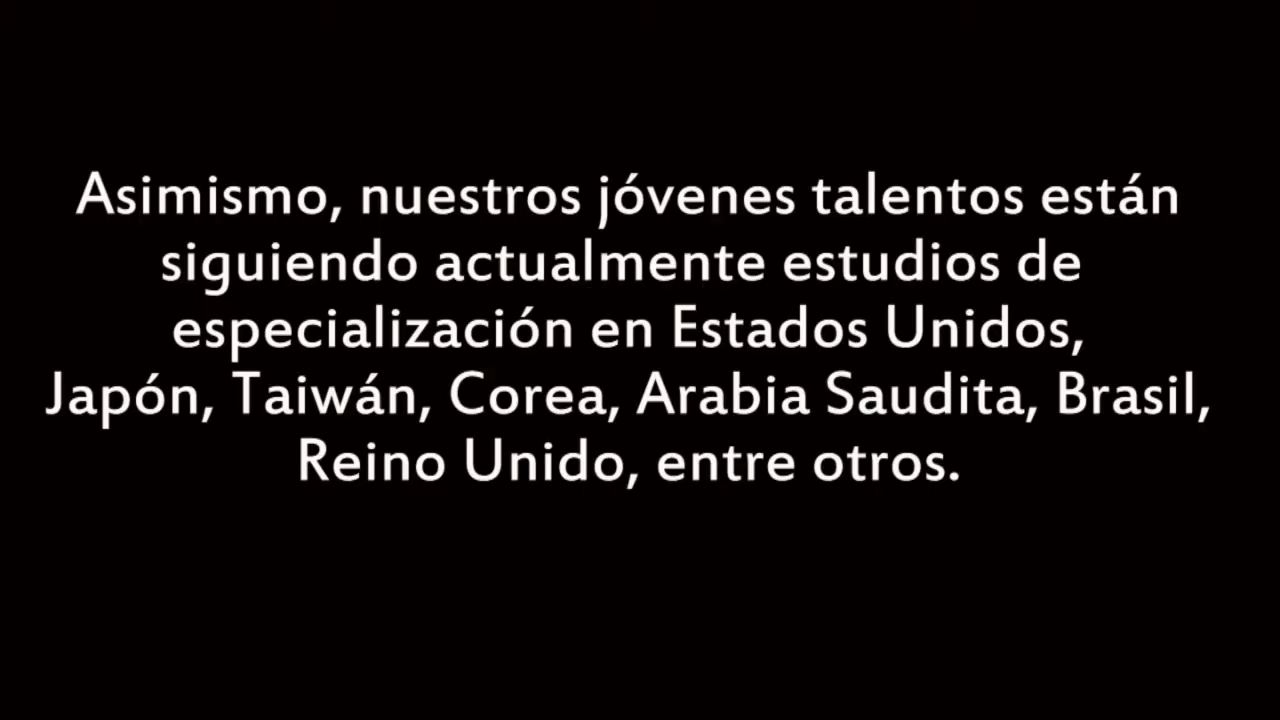 Asimismo, nuestros jóvenes talentos están
siguiendo actualmente estudios de
especialización en Estados Unidos,
Japón, Taiwán, Corea, Arabia Saudita, Brasil,
Reino Unido, entre otros.